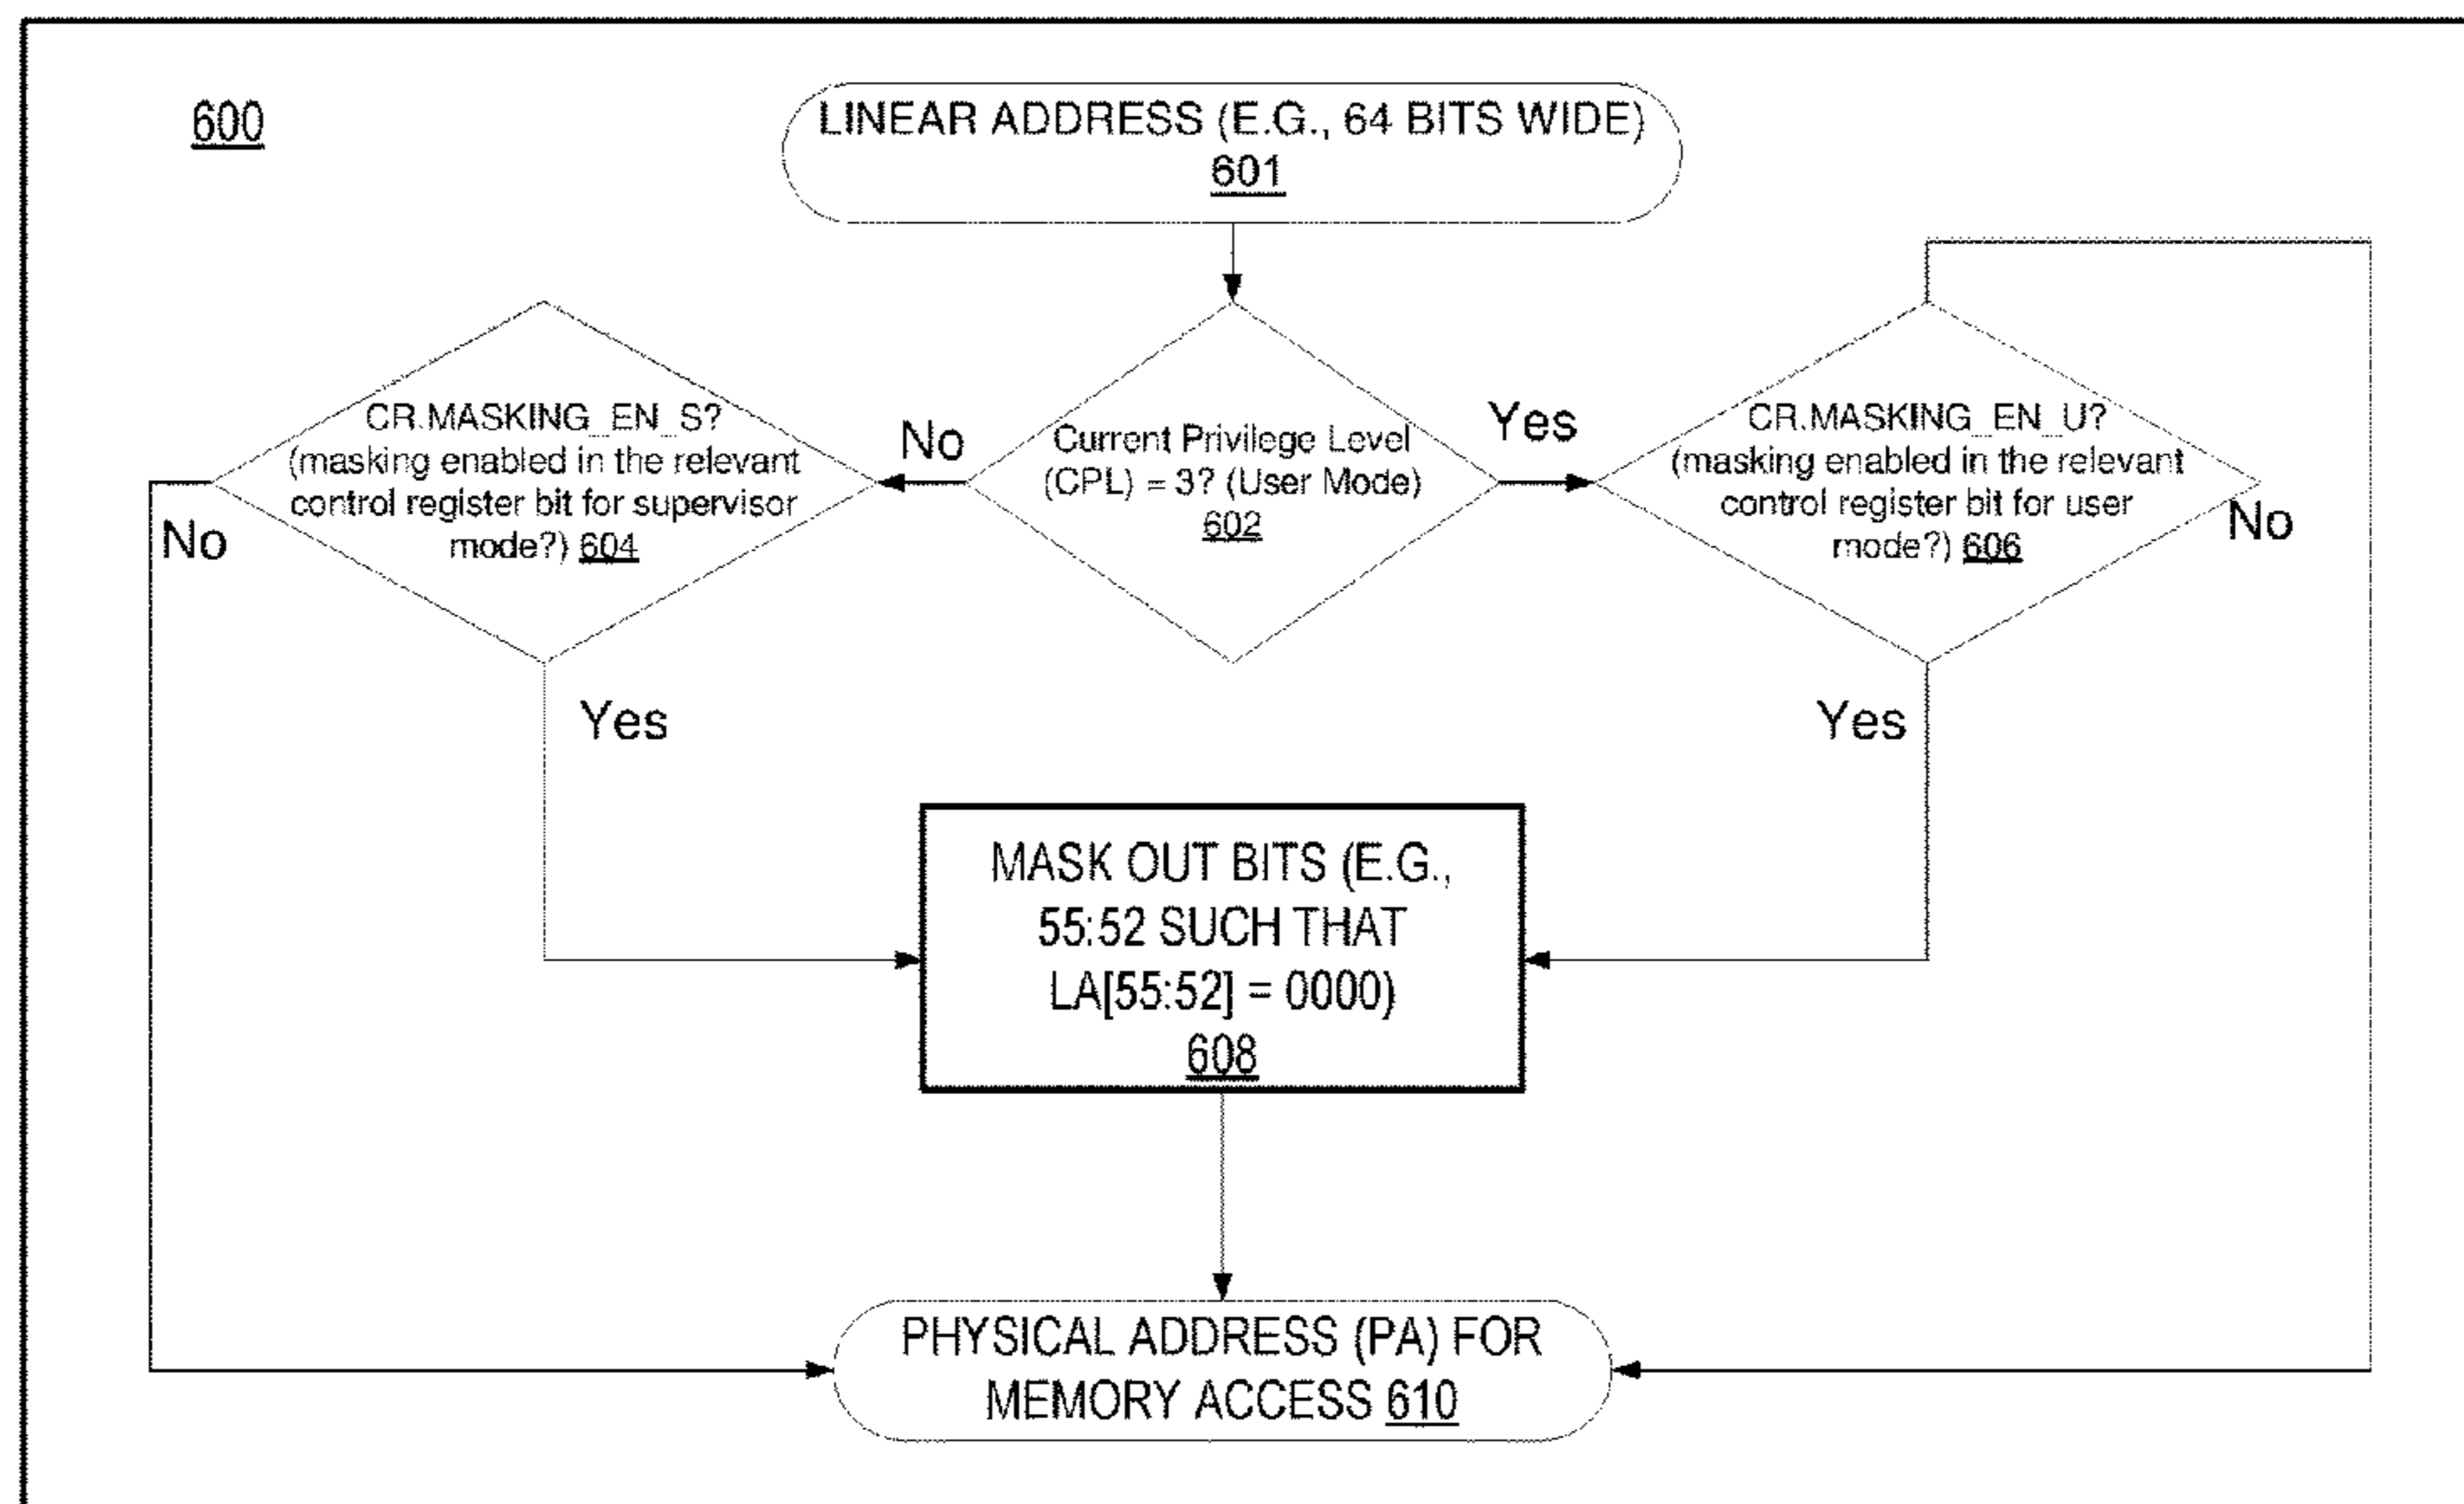 600
LINEAR ADDRESS (E.G., 64 BITS WIDE)
601
CR.MASKING_EN_S?
(masking enabled in the relevant
control register bit for supervisor
mode?) 604
No
Yes
No
Current Privilege Level
(CPL) = 3? (User Mode)
602
Yes
CR.MASKING_EN_U?
(masking enabled in the relevant
control register bit for user
mode?) 606
No
Yes
MASK OUT BITS (E.G.,
55:52 SUCH THAT
LA[55:52] = 0000)
608
PHYSICAL ADDRESS (PA) FOR
MEMORY ACCESS 610